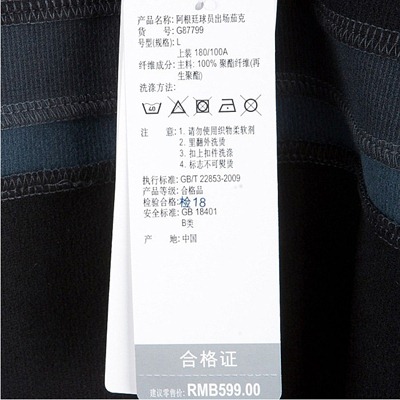 产品名称: 阿根廷球员出场茄克
货    号: G87799
号型(规格): L
上装 180/100A
纤维成分: 主料: 100% 聚酯纤维(再
生聚酯)
洗涤方法:
40
注    意: 1. 请勿使用织物柔软剂
2. 里翻外洗烫
3. 扣上扣件洗涤
4. 标志不可熨烫
执行标准: GB/T 22853-2009
产品等级: 合格品
检验合格: 检18
安全标准: GB 18401
B类
产    地: 中国
合格证
建议零售价: RMB599.00